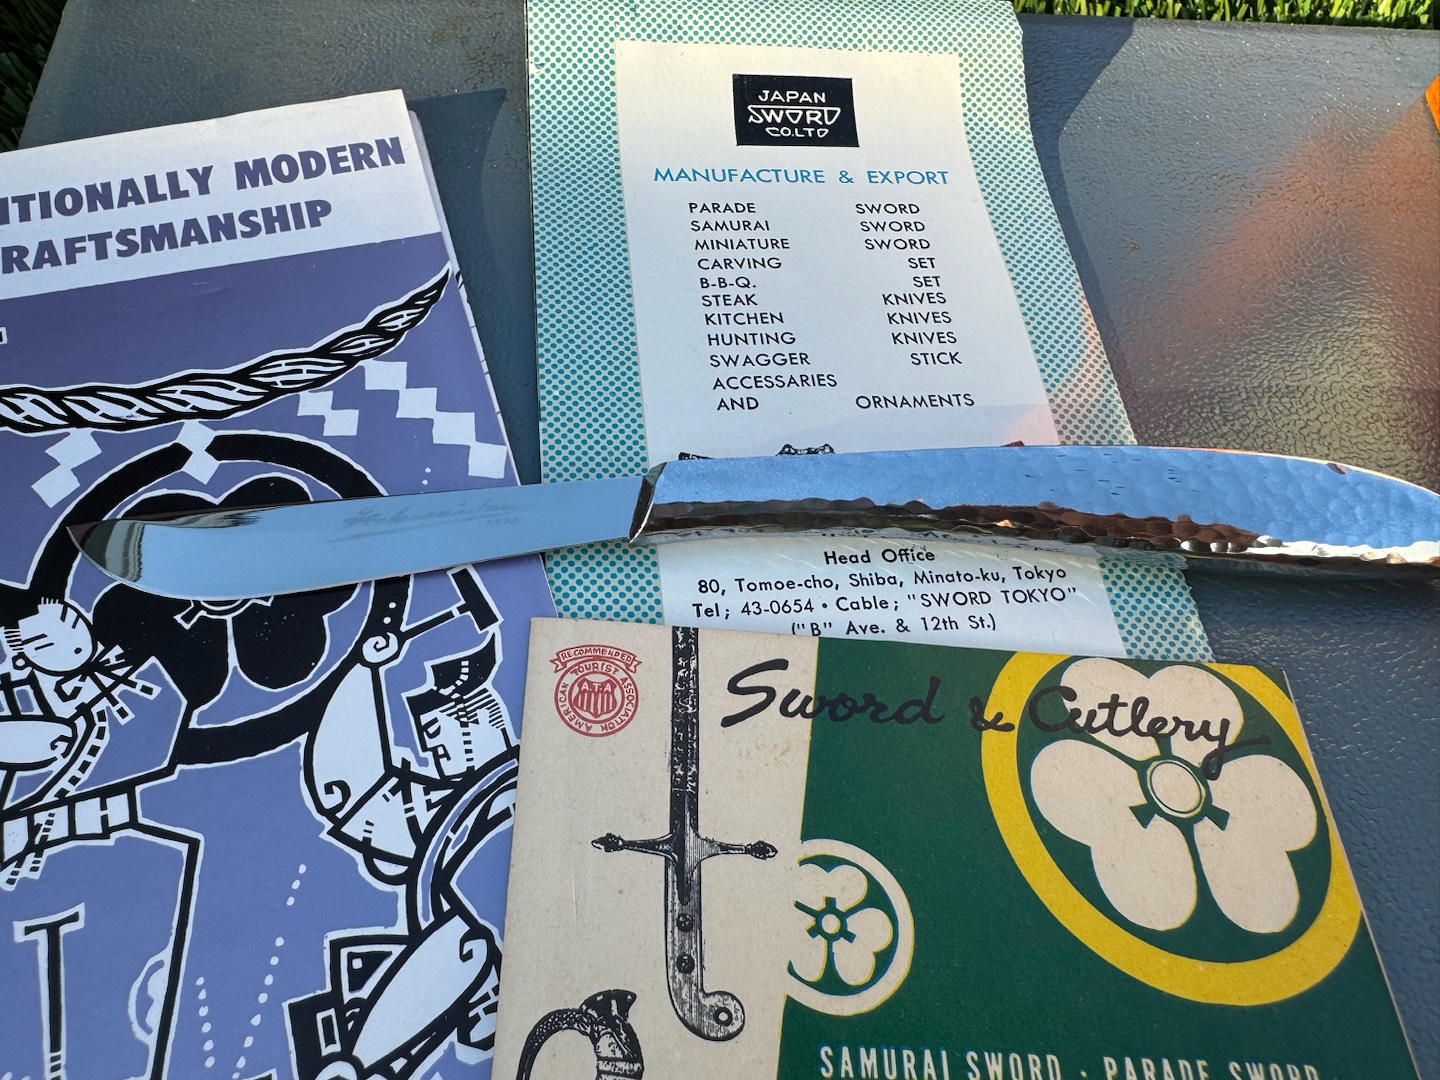 ITIONALLY MODERN
RAFTSMANSHIP
JAPAN
SWORD
CO.LTD
MANUFACTURE & EXPORT
PARADE SWORD
SAMURAI SWORD
MINIATURE SWORD
CARVING SET
B-B-Q. SET
STEAK KNIVES
KITCHEN KNIVES
HUNTING KNIVES
SWAGGER STICK
ACCESSARIES
AND ORNAMENTS
JAPAN
Head Office
80, Tomoe-cho, Shiba, Minato-ku, Tokyo
Tel; 43-0654 • Cable; "SWORD TOKYO"
("B" Ave. & 12th St.)
RECOMMENDED
AMERICAN TOURIST ASSOCIATION
ATA
Sword & Cutlery
SAMURAI SWORD · PARADE SWORD